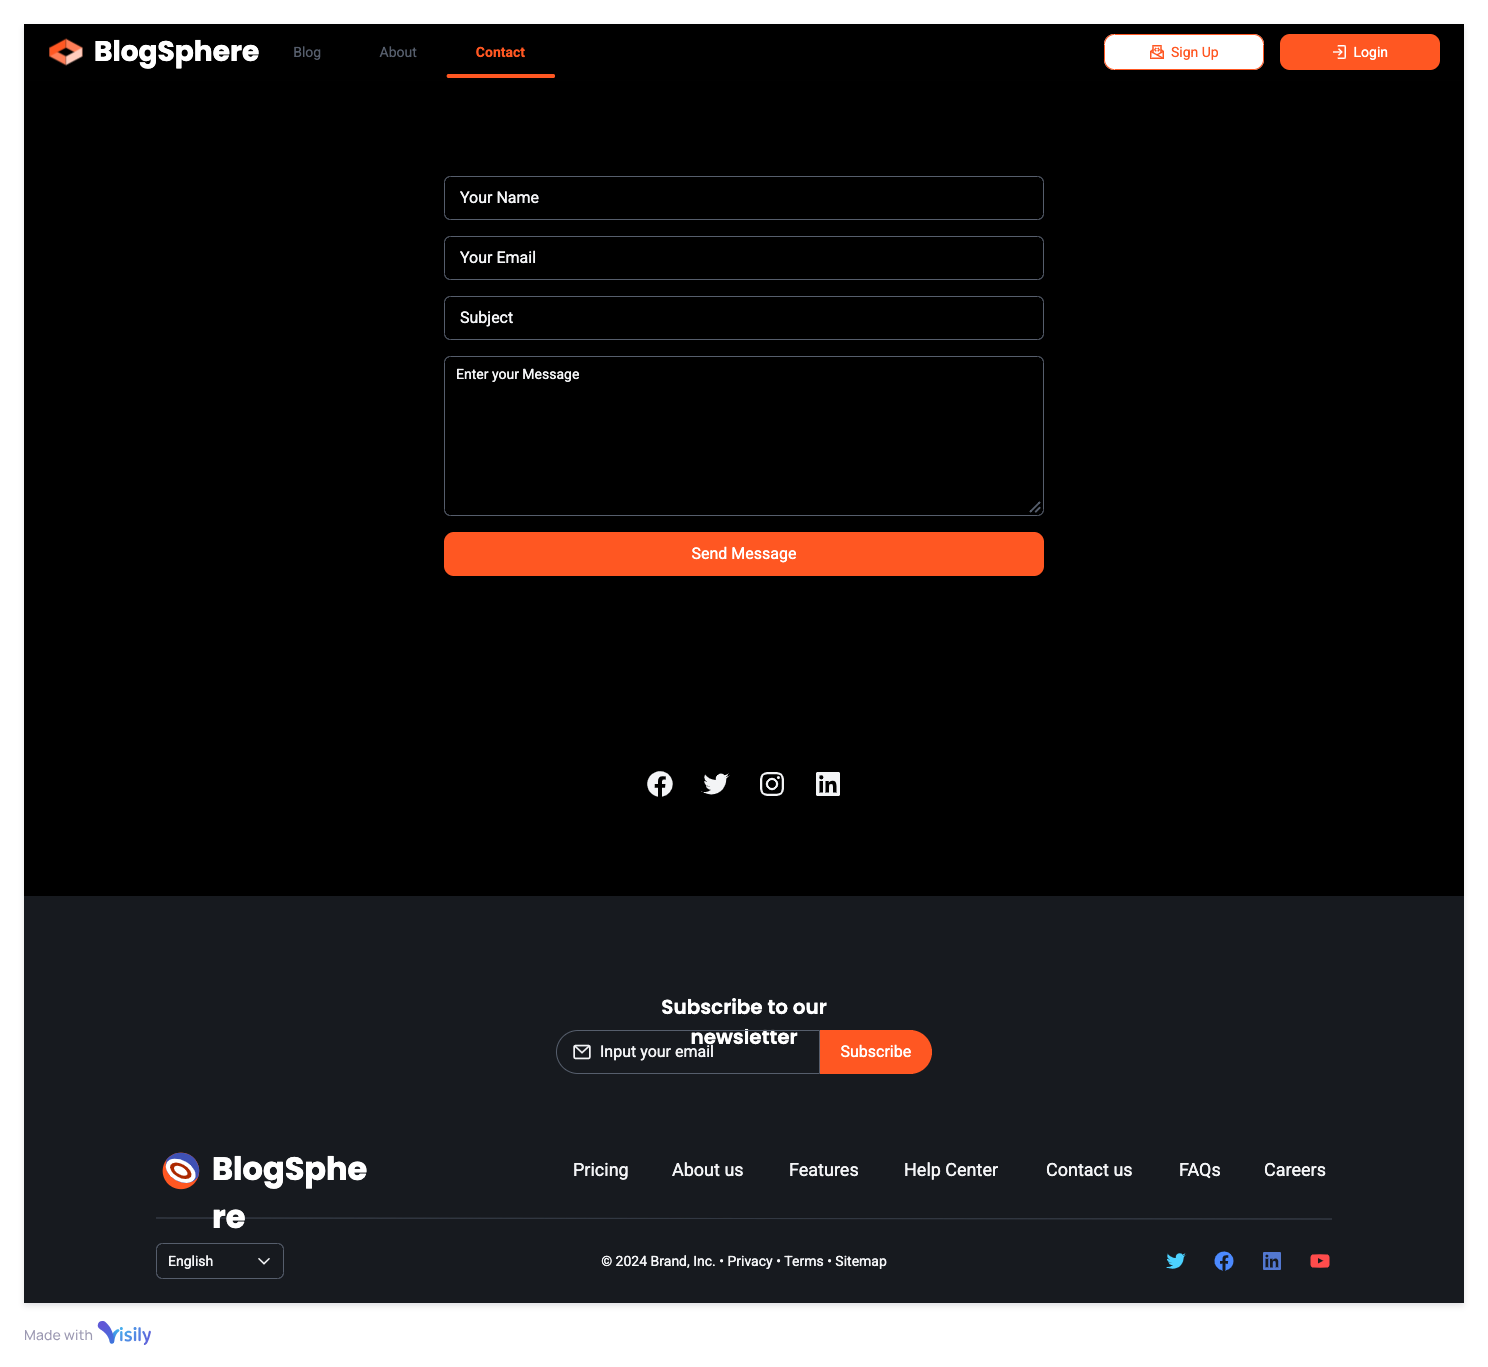 BlogSphere
Blog
About
Contact
Sign Up
Login
Your Name
Your Email
Subject
Enter your Message
Send Message
Subscribe to our
newsletter
Input your email
Subscribe
BlogSphe
re
Pricing
About us
Features
Help Center
Contact us
FAQs
Careers
English
© 2024 Brand, Inc. • Privacy • Terms • Sitemap
Made with Visily